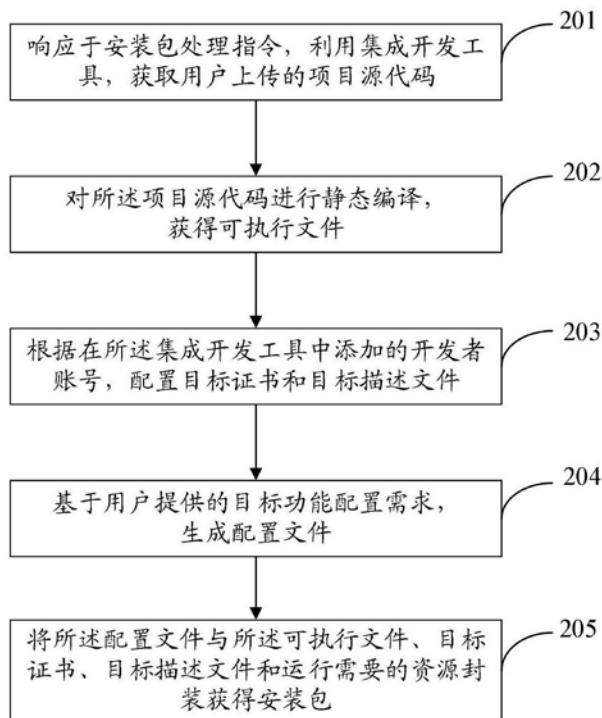 201
响应于安装包处理指令，利用集成开发工
具，获取用户上传的项目源代码
202
对所述项目源代码进行静态编译，
获得可执行文件
203
根据在所述集成开发工具中添加的开发者
账号，配置目标证书和目标描述文件
204
基于用户提供的目标功能配置需求，
生成配置文件
205
将所述配置文件与所述可执行文件、目标
证书、目标描述文件和运行需要的资源封
装获得安装包